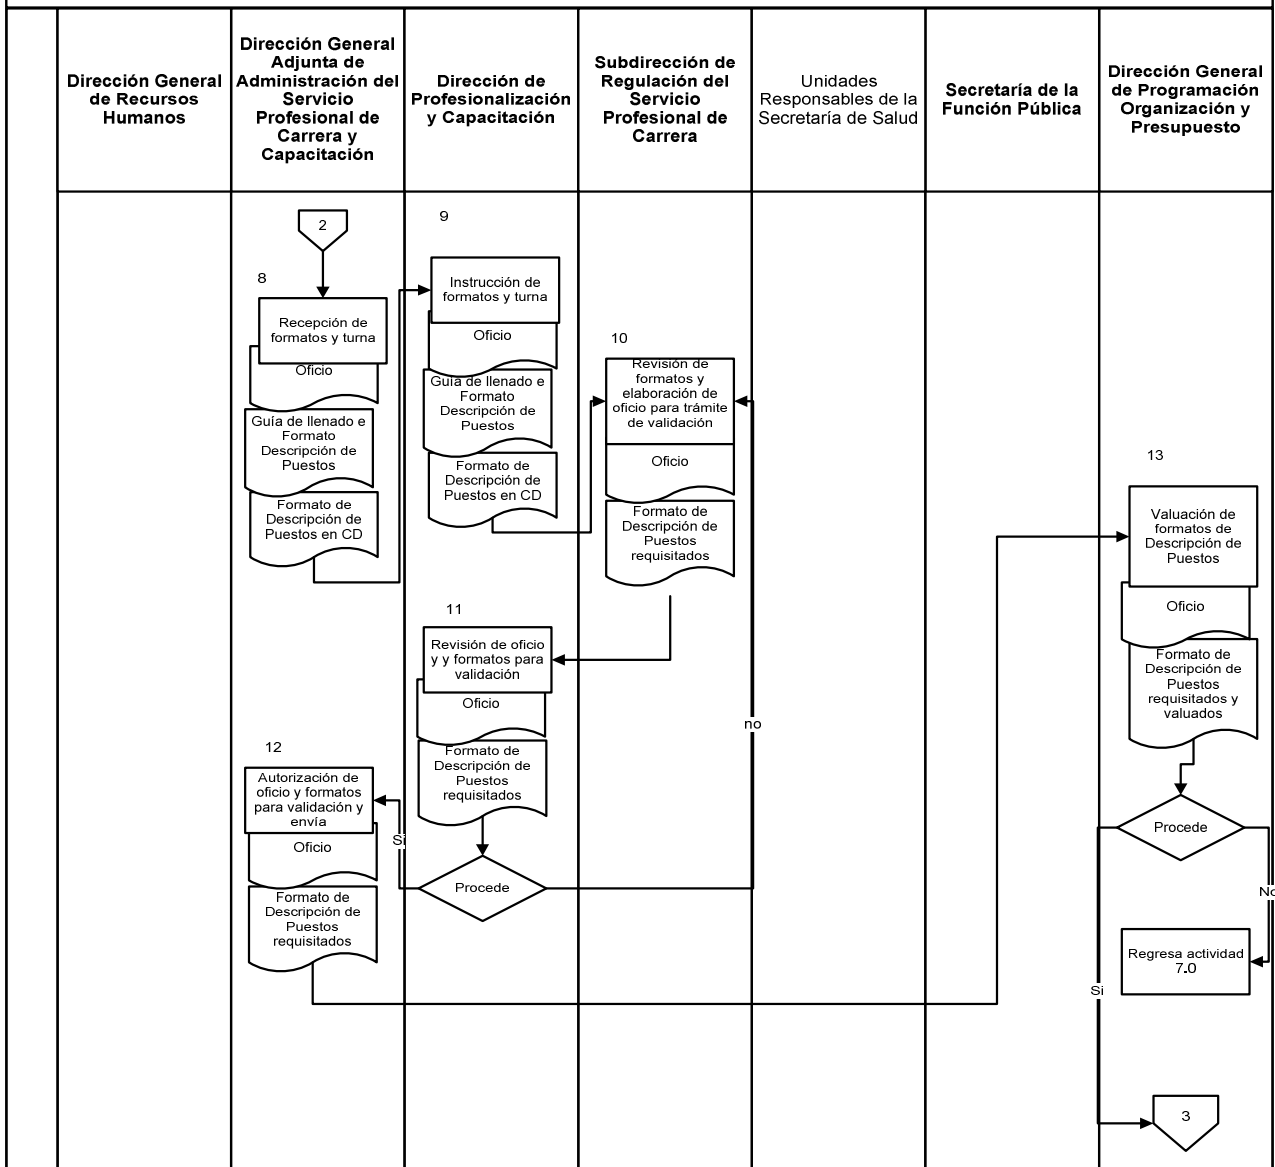 Dirección General
de Recursos
Humanos
Dirección General
Adjunta de
Administración del
Servicio
Profesional de
Carrera y
Capacitación
Dirección de
Profesionalización
y Capacitación
Subdirección de
Regulación del
Servicio
Profesional de
Carrera
Unidades
Responsables de la
Secretaría de Salud
Secretaría de la
Función Pública
Dirección General
de Programación
Organización y
Presupuesto
2
8
Recepción de
formatos y turna
Oficio
Guía de llenado e
Formato
Descripción de
Puestos
Formato de
Descripción de
Puestos en CD
9
Instrucción de
formatos y turna
Oficio
Guía de llenado e
Formato
Descripción de
Puestos
Formato de
Descripción de
Puestos en CD
10
Revisión de
formatos y
elaboración de
oficio para trámite
de validación
Oficio
Formato de
Descripción de
Puestos
requisitados
11
Revisión de oficio
y y formatos para
validación
Oficio
Formato de
Descripción de
Puestos
requisitados
Procede
Si
no
12
Autorización de
oficio y formatos
para validación y
envía
Oficio
Formato de
Descripción de
Puestos
requisitados
13
Valuación de
formatos de
Descripción de
Puestos
Oficio
Formato de
Descripción de
Puestos
requisitados y
valuados
Procede
No
Regresa actividad
7.0
Si
3